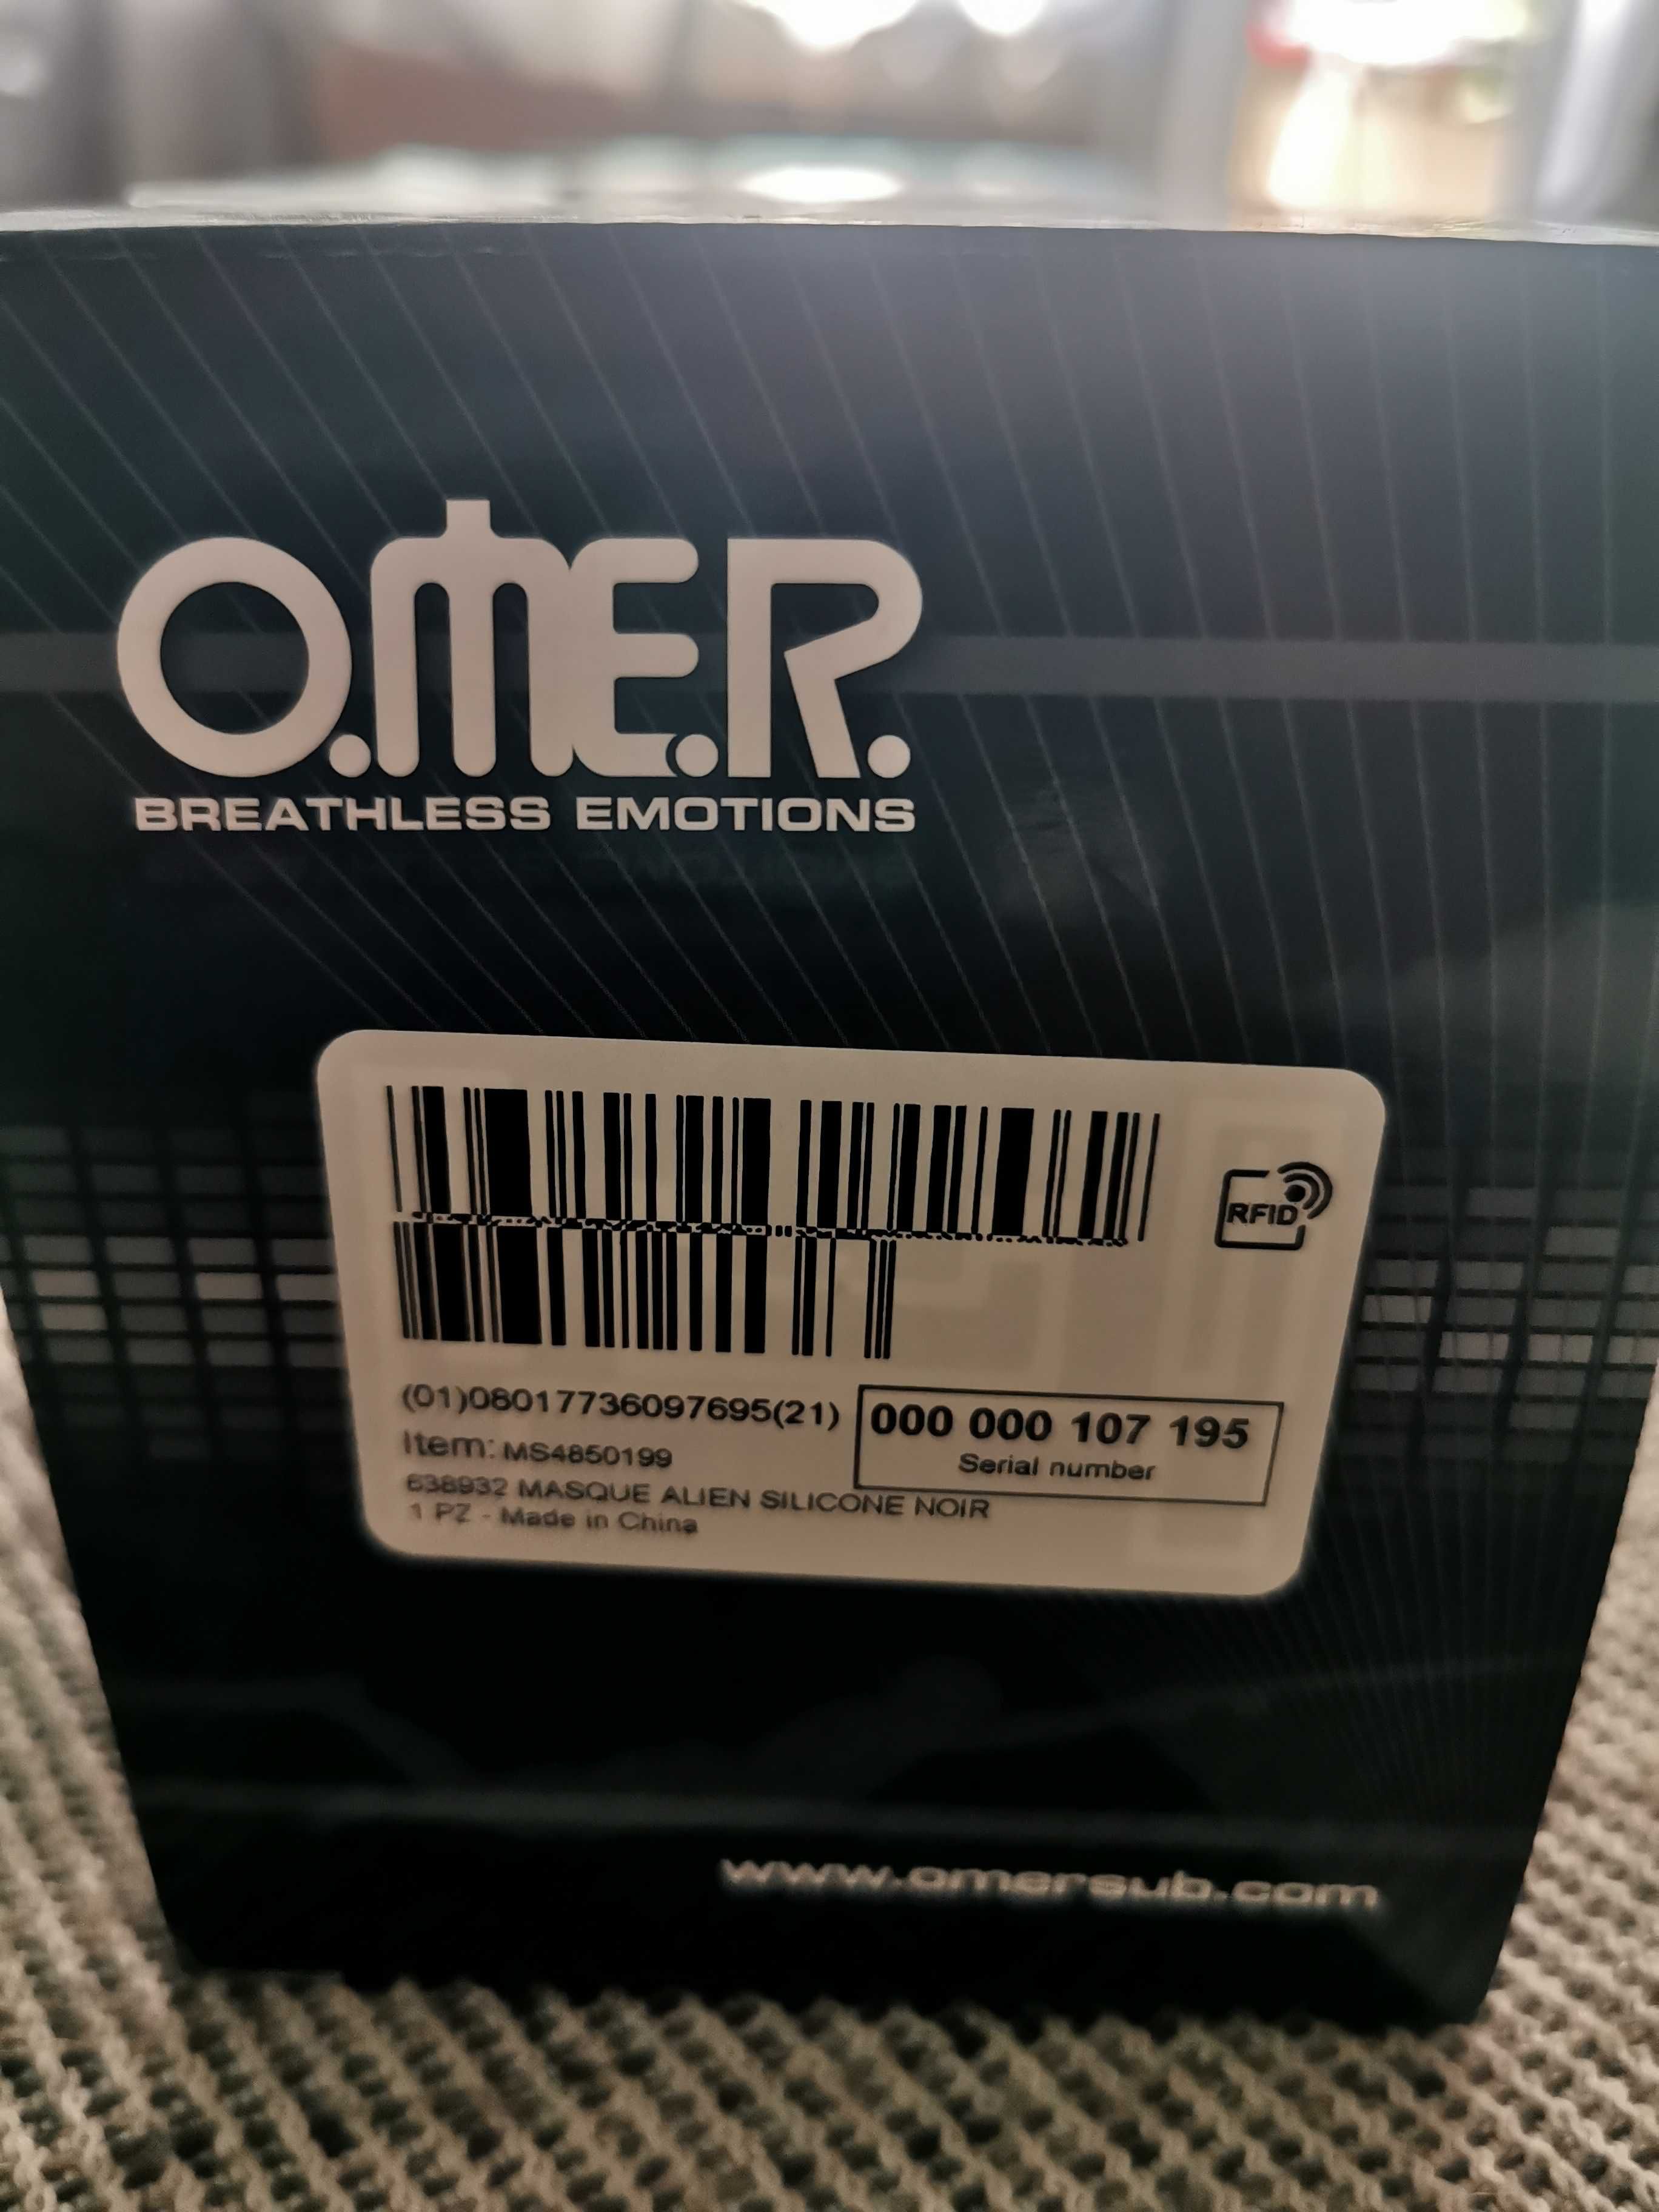 O.ME.R.
BREATHLESS EMOTIONS
RFID
(01)08017736097695(21) 000 000 107 195
Serial number
Item: MS4850199
638932 MASQUE ALIEN SILICONE NOIR
1 PZ - Made in China
www.omersub.com